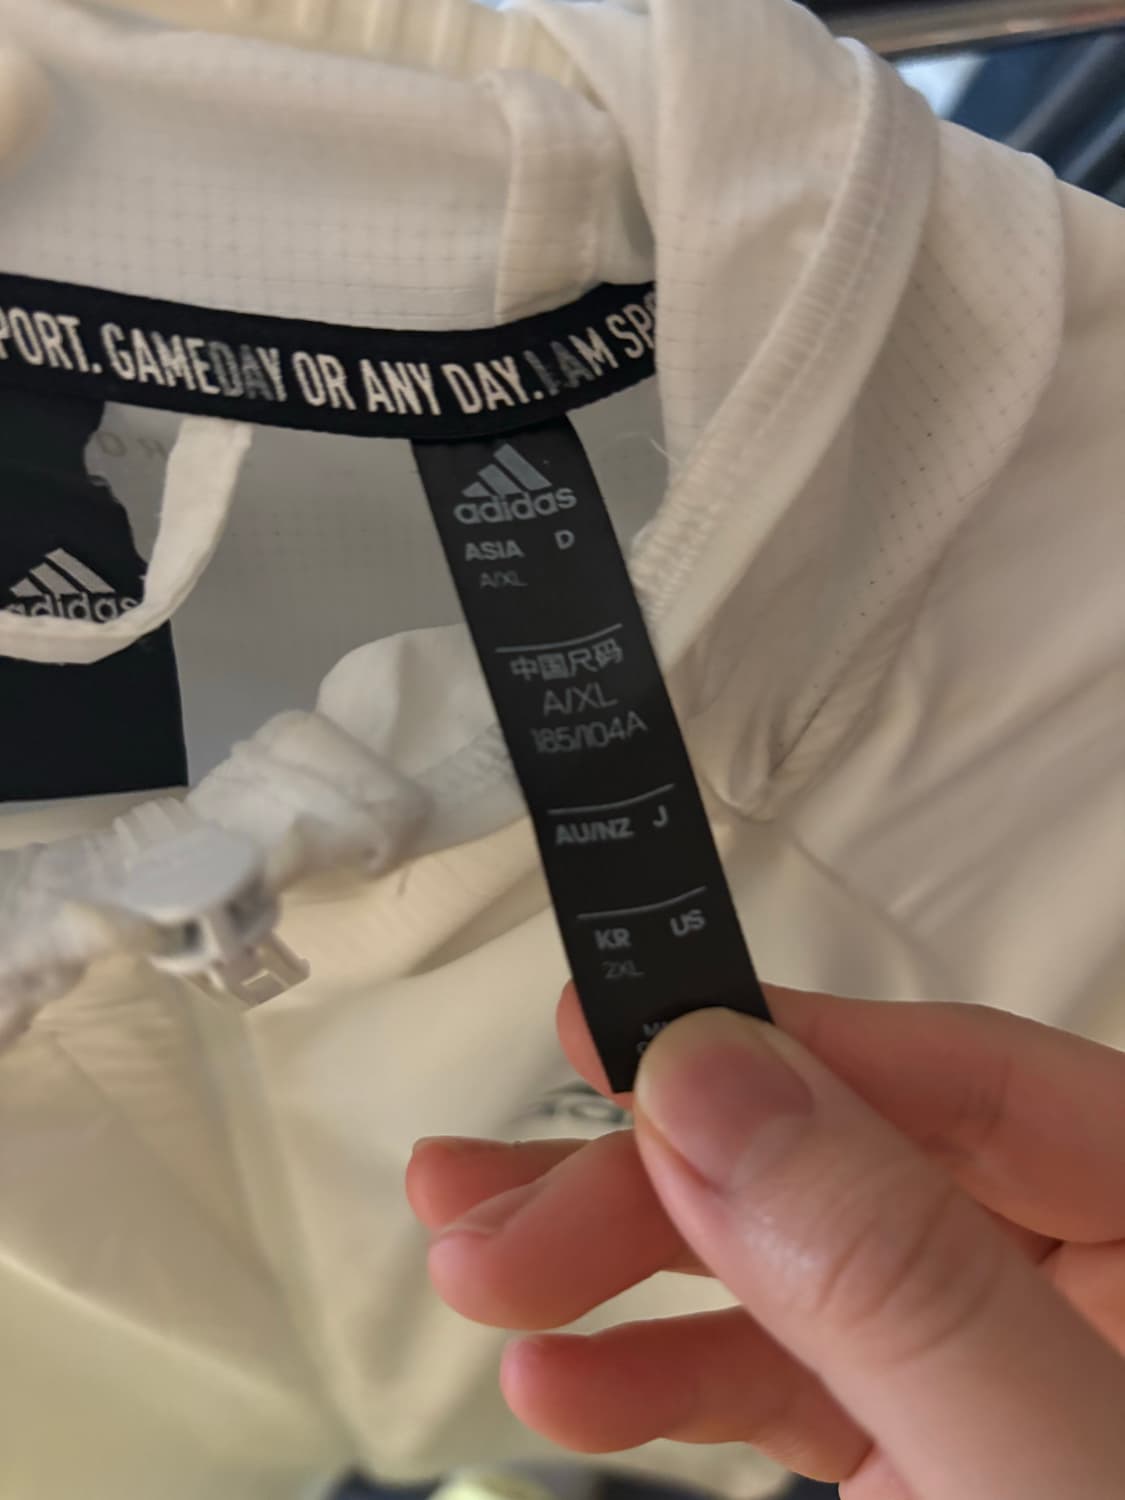 PORT. GAMEDAY OR ANY DAY. I AM SPO
adidas
adidas
ASIA D
A/XL
中国尺码
A/XL
185/104A
AU/NZ J
KR US
2XL